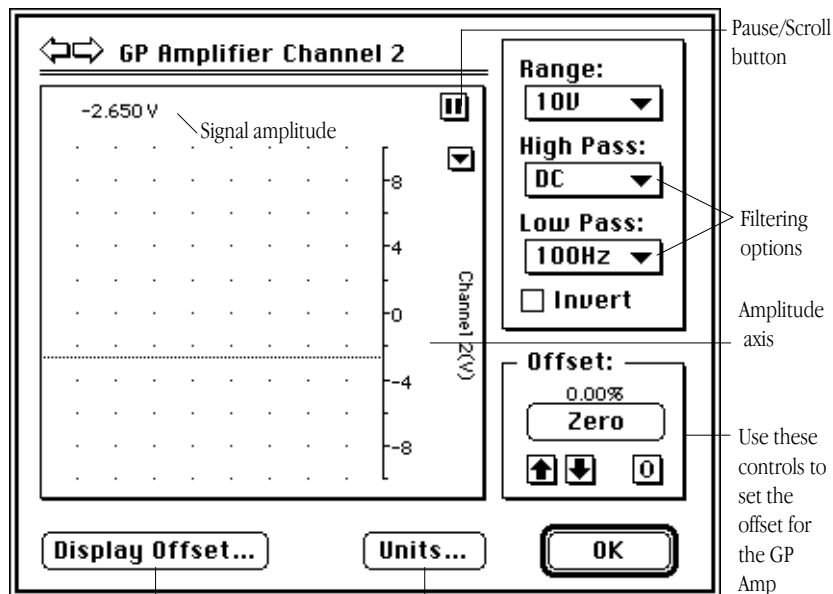 GP Amplifier Channel 2
-2.650 V
Signal amplitude
8
4
0
-4
-8
Channel 2(V)
Range:
10V
High Pass:
DC
Low Pass:
100Hz
Invert
Offset:
0.00%
Zero
0
Display Offset...
Units...
OK
Pause/Scroll
button
Filtering
options
Amplitude
axis
Use these
controls to
set the
offset for
the GP
Amp